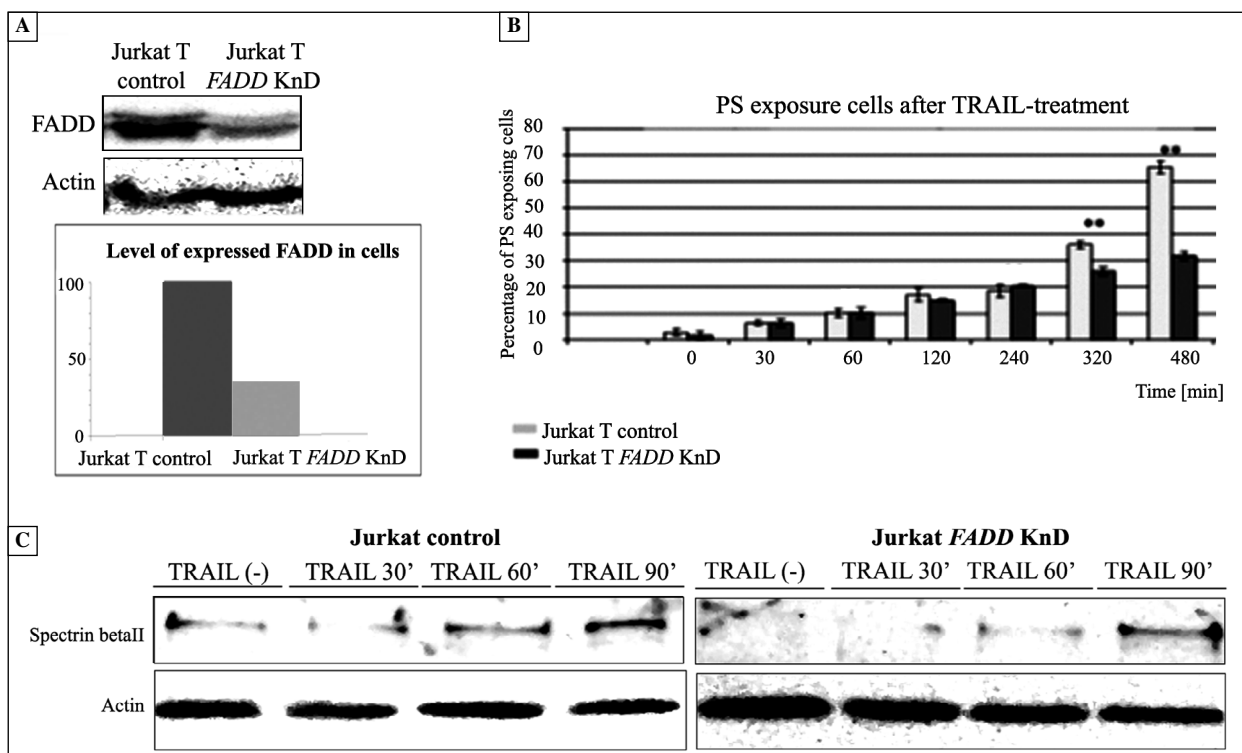 A
Jurkat T control
Jurkat T FADD KnD
FADD
Actin
Level of expressed FADD in cells
100
50
0
Jurkat T control Jurkat T FADD KnD
B
PS exposure cells after TRAIL-treatment
Percentage of PS exposing cells
80
70
60
50
40
30
20
10
0
0 30 60 120 240 320 480
Time [min]
Jurkat T control
Jurkat T FADD KnD
C
Jurkat control
TRAIL (-) TRAIL 30’ TRAIL 60’ TRAIL 90’
Jurkat FADD KnD
TRAIL (-) TRAIL 30’ TRAIL 60’ TRAIL 90’
Spectrin betaII
Actin